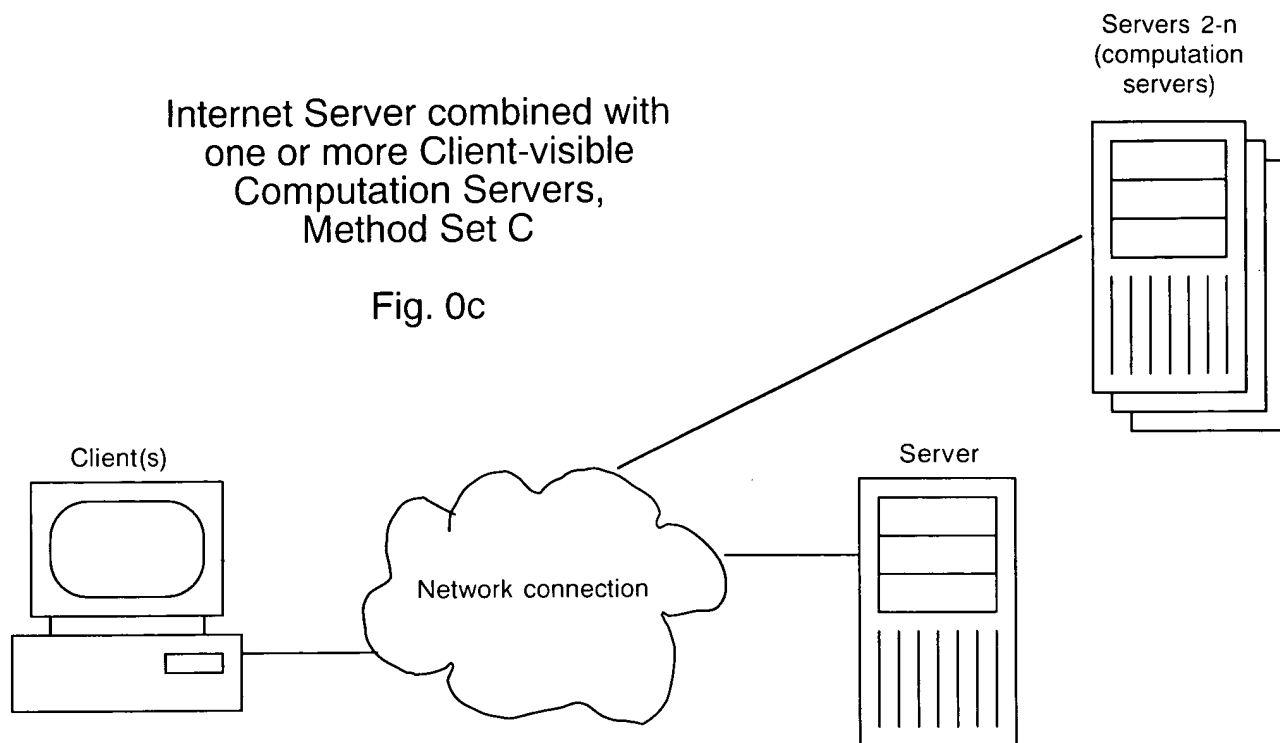 Servers 2-n
(computation
servers)
Internet Server combined with
one or more Client-visible
Computation Servers,
Method Set C
Fig. 0c
Client(s)
Server
Network connection